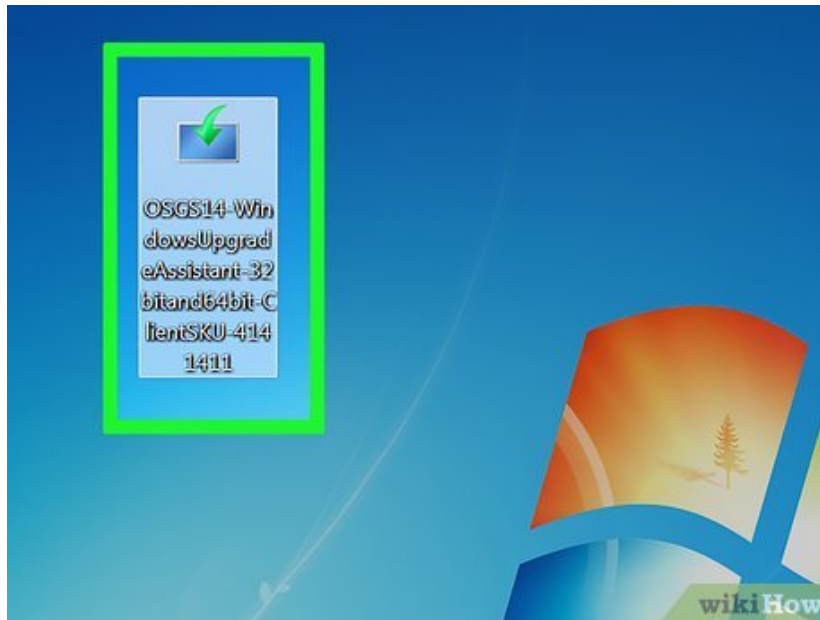 OSGS14-Win
dowsUpgrad
eAssistant-32
bitand64bit-C
lientSKU-414
1411
wikiHow